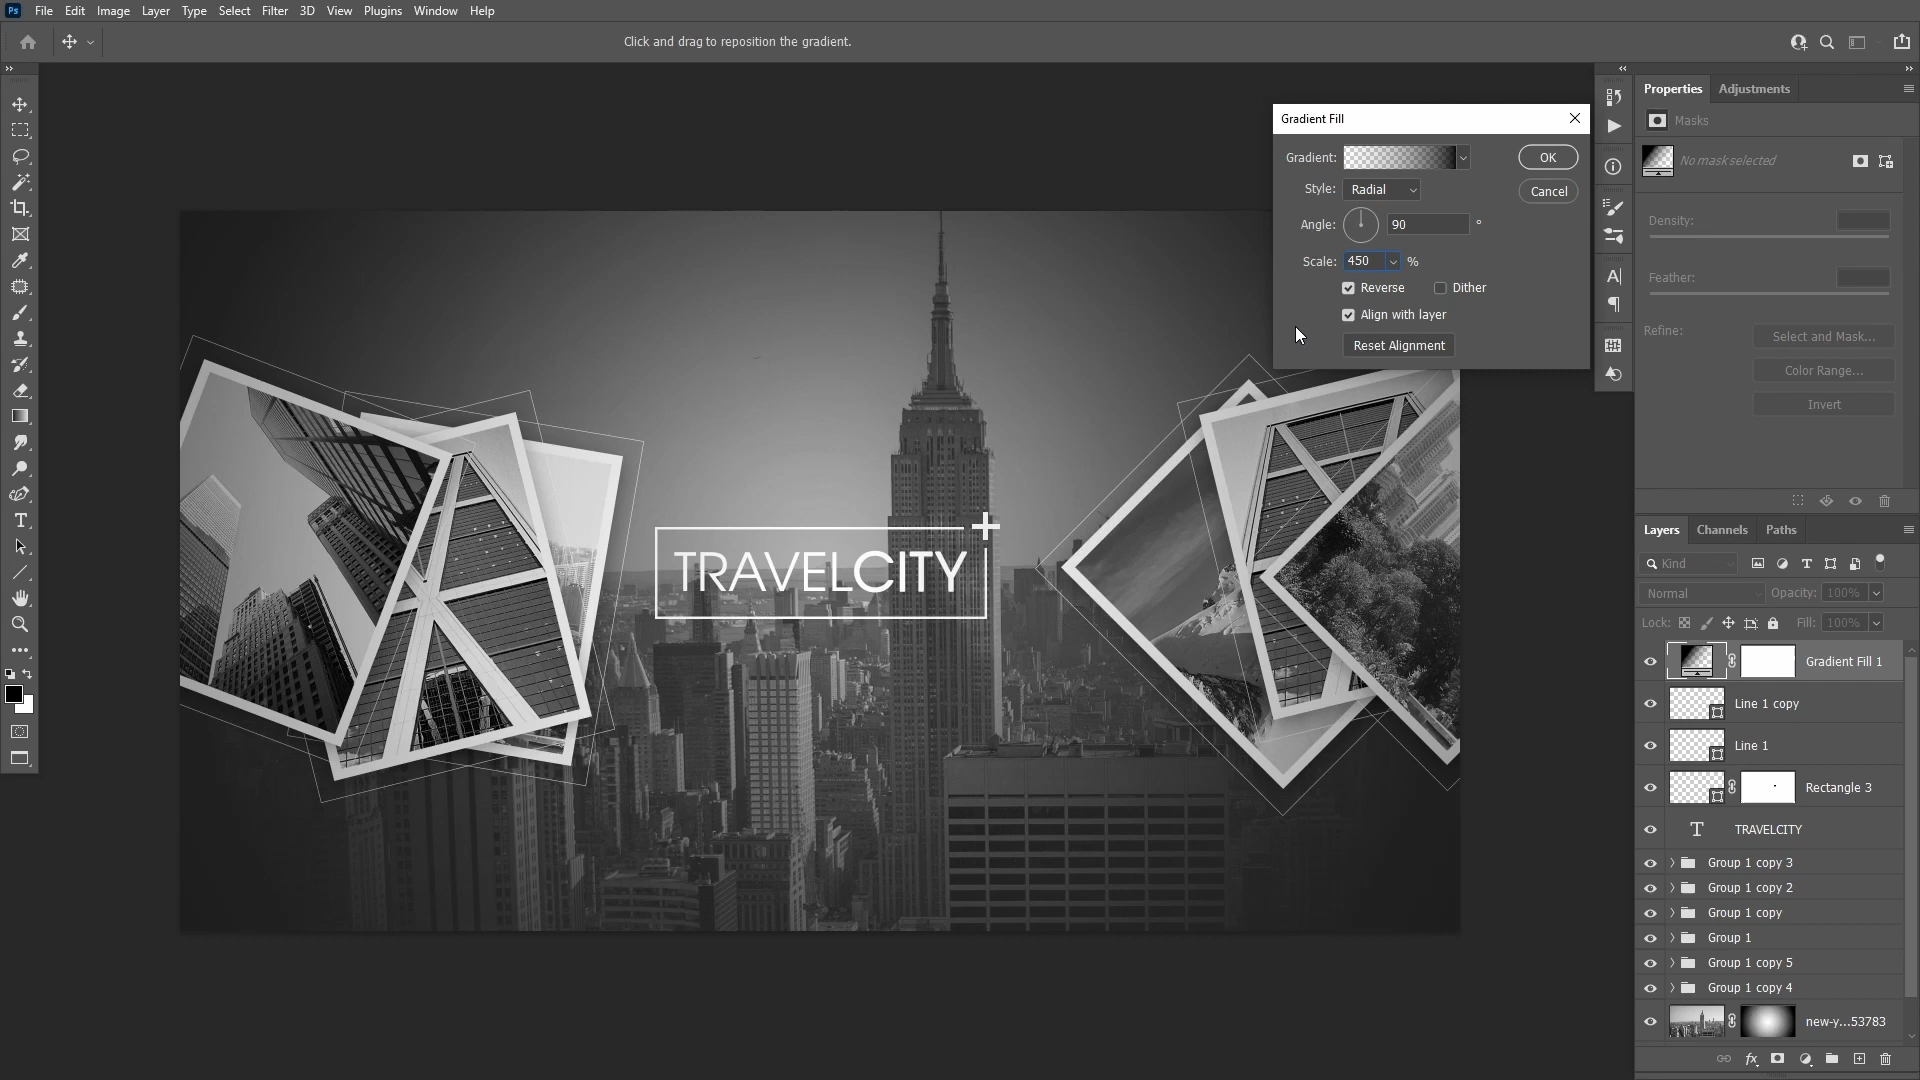 Ps File Edit Image Layer Type Select Filter 3D View Plugins Window Help
Click and drag to reposition the gradient.
Gradient Fill
Gradient:
OK
Style: Radial
Cancel
Angle: 90 °
Scale: 450 %
Reverse Dither
Align with layer
Reset Alignment
TRAVELCITY
Properties Adjustments
Masks
No mask selected
Density:
Feather:
Refine:
Select and Mask...
Color Range...
Invert
Layers Channels Paths
Kind
Normal Opacity: 100%
Lock: Fill: 100%
Gradient Fill 1
Line 1 copy
Line 1
Rectangle 3
T TRAVELCITY
Group 1 copy 3
Group 1 copy 2
Group 1 copy
Group 1
Group 1 copy 5
Group 1 copy 4
new-y...53783
fx